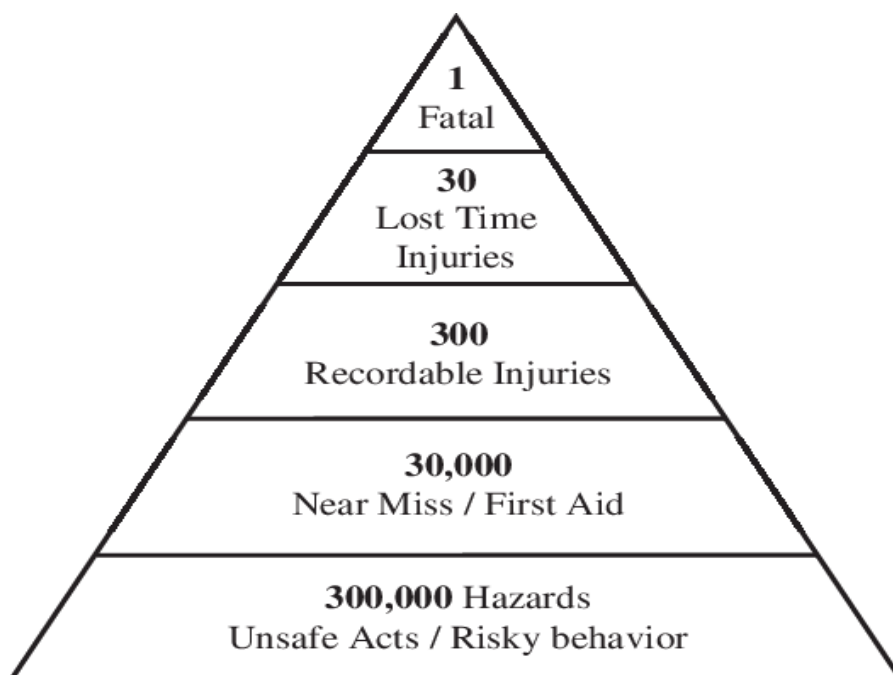 1
Fatal
30
Lost Time
Injuries
300
Recordable Injuries
30,000
Near Miss / First Aid
300,000 Hazards
Unsafe Acts / Risky behavior